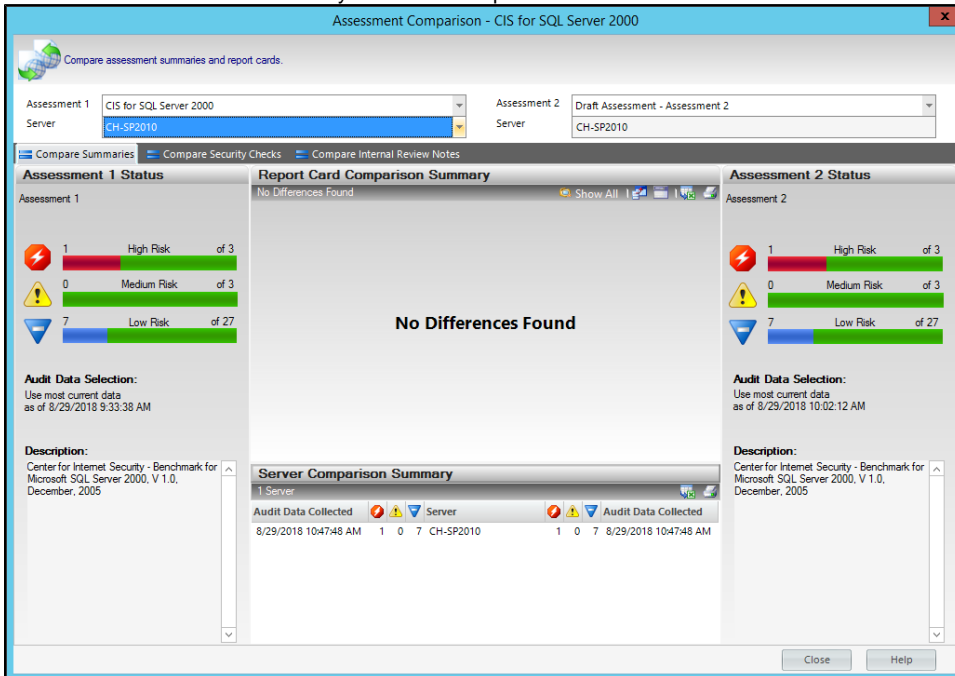 Assessment Comparison - CIS for SQL Server 2000
x
Compare assessment summaries and report cards.
Assessment 1 CIS for SQL Server 2000
Server CH-SP2010
Assessment 2 Draft Assessment - Assessment 2
Server CH-SP2010
Compare Summaries Compare Security Checks Compare Internal Review Notes
Assessment 1 Status
Assessment 1
1 High Risk of 3
0 Medium Risk of 3
7 Low Risk of 27
Audit Data Selection:
Use most current data
as of 8/29/2018 9:33:38 AM
Description:
Center for Internet Security - Benchmark for
Microsoft SQL Server 2000, V 1.0,
December, 2005
Report Card Comparison Summary
No Differences Found Show All
No Differences Found
Server Comparison Summary
1 Server
Audit Data Collected Server Audit Data Collected
8/29/2018 10:47:48 AM 1 0 7 CH-SP2010 1 0 7 8/29/2018 10:47:48 AM
Assessment 2 Status
Assessment 2
1 High Risk of 3
0 Medium Risk of 3
7 Low Risk of 27
Audit Data Selection:
Use most current data
as of 8/29/2018 10:02:12 AM
Description:
Center for Internet Security - Benchmark for
Microsoft SQL Server 2000, V 1.0,
December, 2005
Close Help